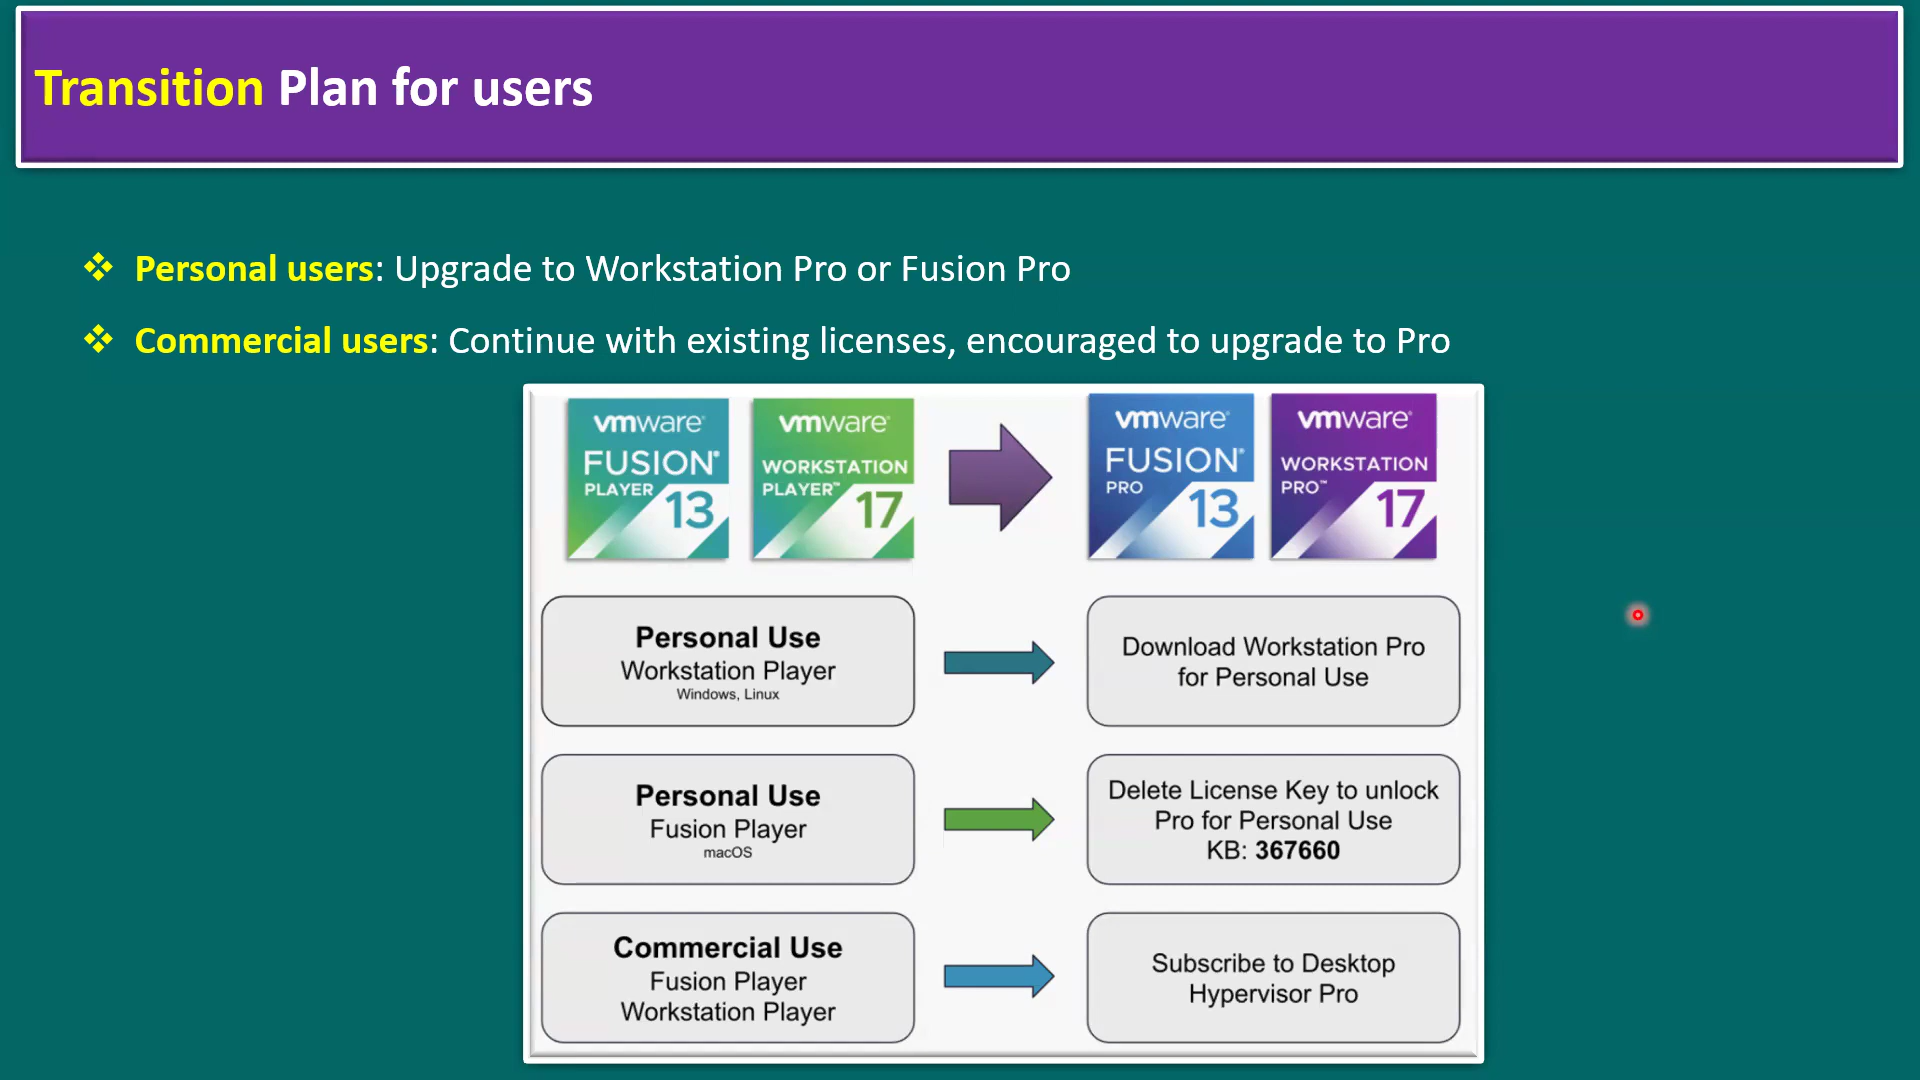 Transition Plan for users
❖ Personal users: Upgrade to Workstation Pro or Fusion Pro
❖ Commercial users: Continue with existing licenses, encouraged to upgrade to Pro
vmware®
FUSION®
PLAYER 13
vmware®
WORKSTATION
PLAYER™ 17
vmware®
FUSION®
PRO 13
vmware®
WORKSTATION
PRO™ 17
Personal Use
Workstation Player
Windows, Linux
Download Workstation Pro
for Personal Use
Personal Use
Fusion Player
macOS
Delete License Key to unlock
Pro for Personal Use
KB: 367660
Commercial Use
Fusion Player
Workstation Player
Subscribe to Desktop
Hypervisor Pro